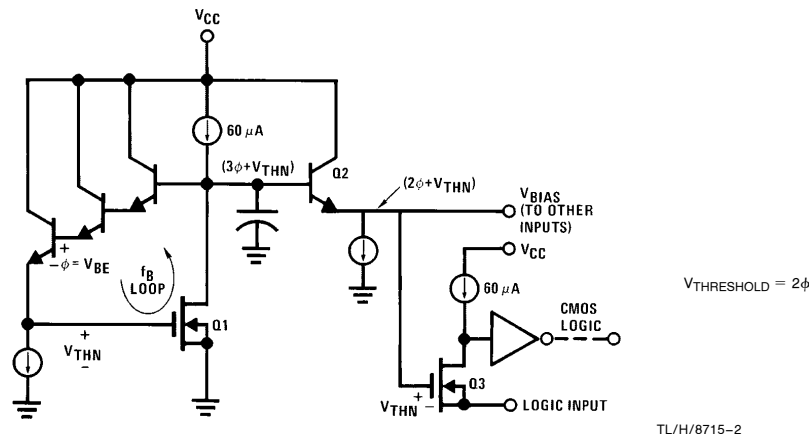 VCC
60 μA
(3ϕ+VTHN)
Q2
(2ϕ+VTHN)
VBIAS
(TO OTHER
INPUTS)
+
-ϕ = VBE
fB
LOOP
VCC
60 μA
CMOS
LOGIC
VTHRESHOLD = 2ϕ
Q1
+
VTHN
-
Q3
+
VTHN -
LOGIC INPUT
TL/H/8715–2